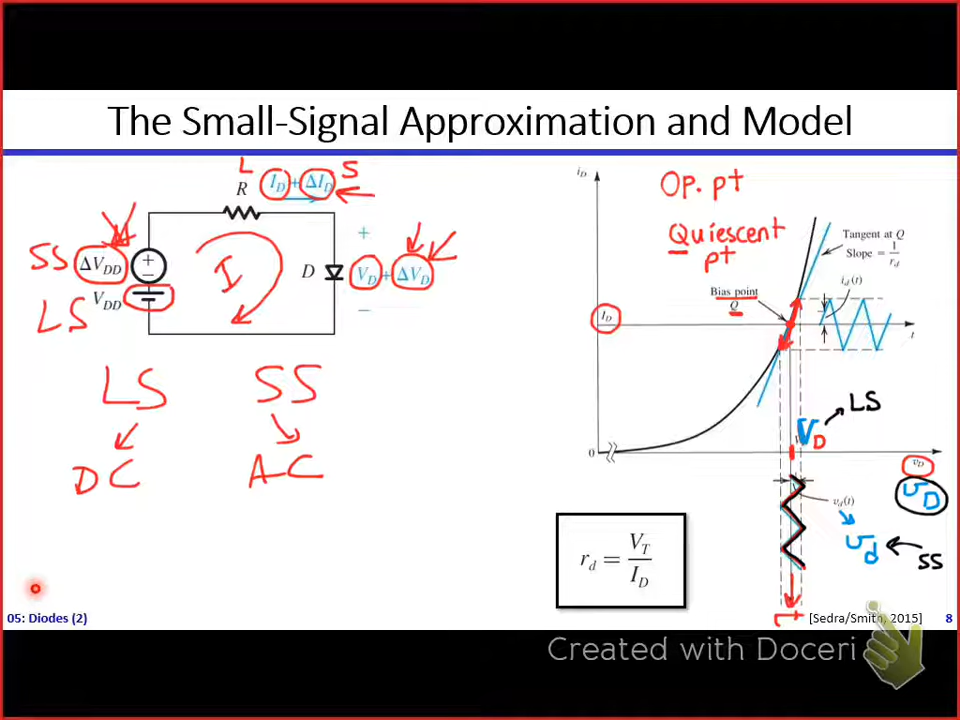 The Small-Signal Approximation and Model
L
R
I_D + ΔI_D
S
SS
ΔV_DD
+
−
V_DD
LS
I
D
+
V_D + ΔV_D
−
LS
SS
DC
AC
i_D
Op. pt
Quiescent
pt
Tangent at Q
Slope = 1/r_d
Bias point
Q
i_d(t)
I_D
t
0
V_D
LS
v_D
v_D
v_d(t)
v_d
SS
t
r_d = V_T/I_D
05: Diodes (2)
[Sedra/Smith, 2015]
8
Created with Doceri